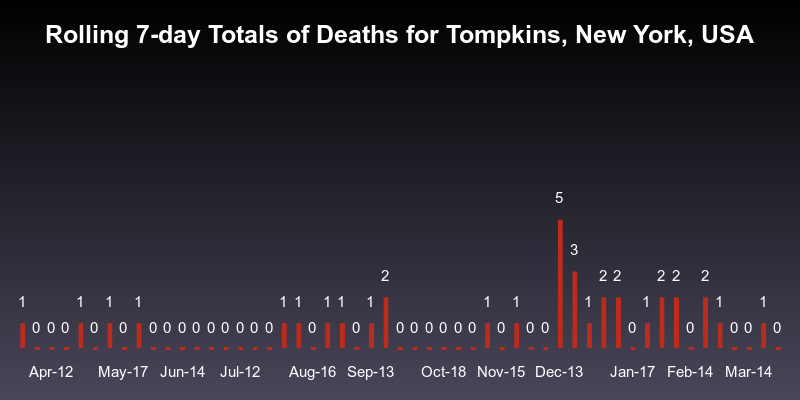 Rolling 7-day Totals of Deaths for Tompkins, New York, USA
1 0 0 0 1 0 1 0 1 0 0 0 0 0 0 0 0 0 1 1 0 1 1 0 1 2 0 0 0 0 0 0 1 0 1 0 0 5 3 1 2 2 0 1 2 2 0 2 1 0 0 1 0
Apr-12 May-17 Jun-14 Jul-12 Aug-16 Sep-13 Oct-18 Nov-15 Dec-13 Jan-17 Feb-14 Mar-14